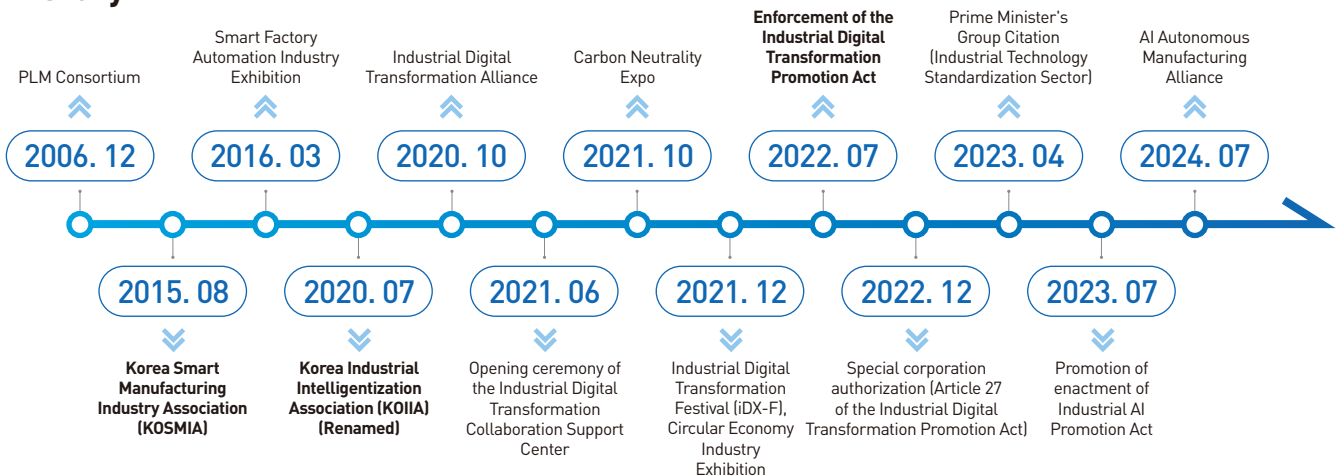 PLM Consortium
2006. 12
Smart Factory
Automation Industry
Exhibition
2016. 03
Industrial Digital
Transformation Alliance
2020. 10
Carbon Neutrality
Expo
2021. 10
Enforcement of the
Industrial Digital
Transformation
Promotion Act
2022. 07
Prime Minister's
Group Citation
(Industrial Technology
Standardization Sector)
2023. 04
AI Autonomous
Manufacturing
Alliance
2024. 07
2015. 08
Korea Smart
Manufacturing
Industry Association
(KOSMIA)
2020. 07
Korea Industrial
Intelligentization
Association (KOIIA)
(Renamed)
2021. 06
Opening ceremony of
the Industrial Digital
Transformation
Collaboration Support
Center
2021. 12
Industrial Digital
Transformation
Festival (iDX-F),
Circular Economy
Industry
Exhibition
2022. 12
Special corporation
authorization (Article 27
of the Industrial Digital
Transformation Promotion Act)
2023. 07
Promotion of
enactment of
Industrial AI
Promotion Act